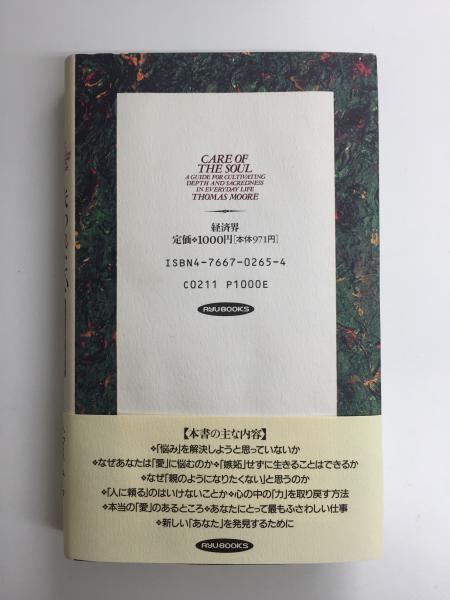 CARE OF
THE SOUL
A GUIDE FOR CULTIVATING
DEPTH AND SACREDNESS
IN EVERYDAY LIFE
THOMAS MOORE
経済界
定価❖1000円[本体971円]
ISBN4-7667-0265-4
C0211 P1000E
RYU BOOKS
【本書の主な内容】
❖「悩み」を解決しようと思っていないか
❖なぜあなたは「愛」に悩むのか❖「嫉妬」せずに生きることはできるか
❖なぜ「親のようになりたくない」と思うのか
❖「人に頼る」のはいけないことか❖心の中の「力」を取り戻す方法
❖本当の「愛」のあるところ❖あなたにとって最もふさわしい仕事
❖新しい「あなた」を発見するために
RYU BOOKS